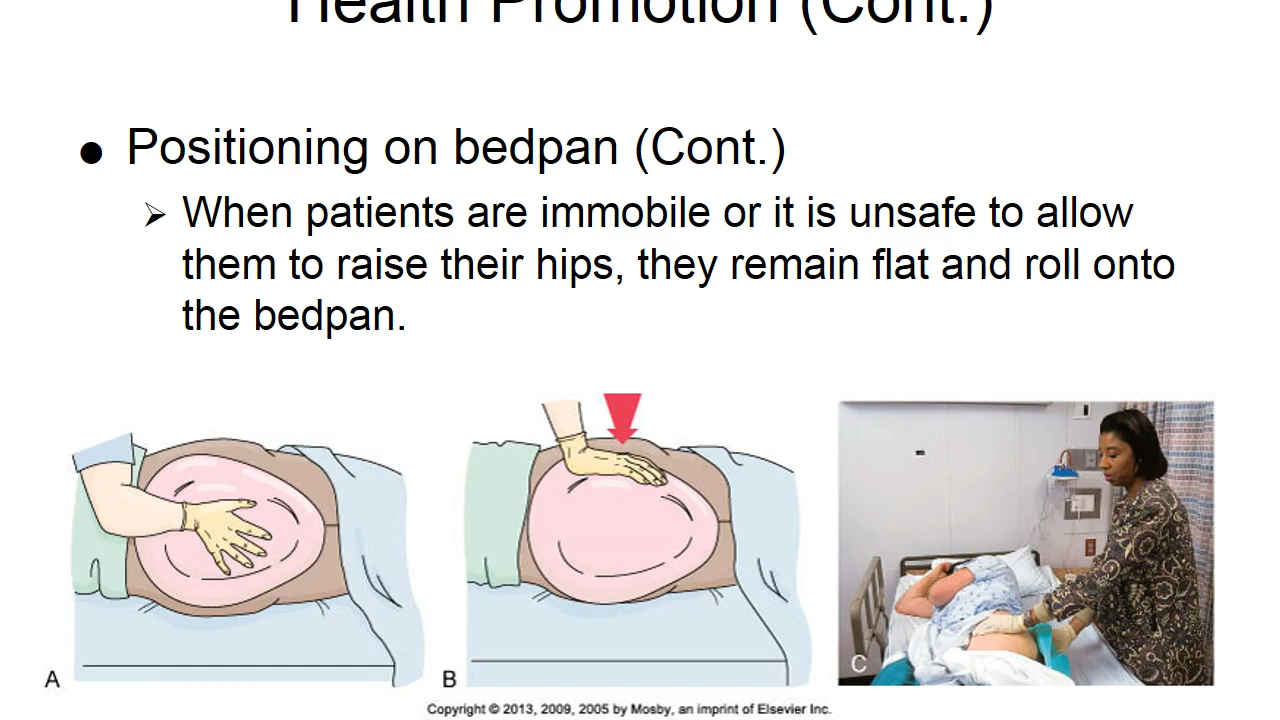 Health Promotion (Cont.)
● Positioning on bedpan (Cont.)
➢ When patients are immobile or it is unsafe to allow
them to raise their hips, they remain flat and roll onto
the bedpan.
A
B
C
Copyright © 2013, 2009, 2005 by Mosby, an imprint of Elsevier Inc.